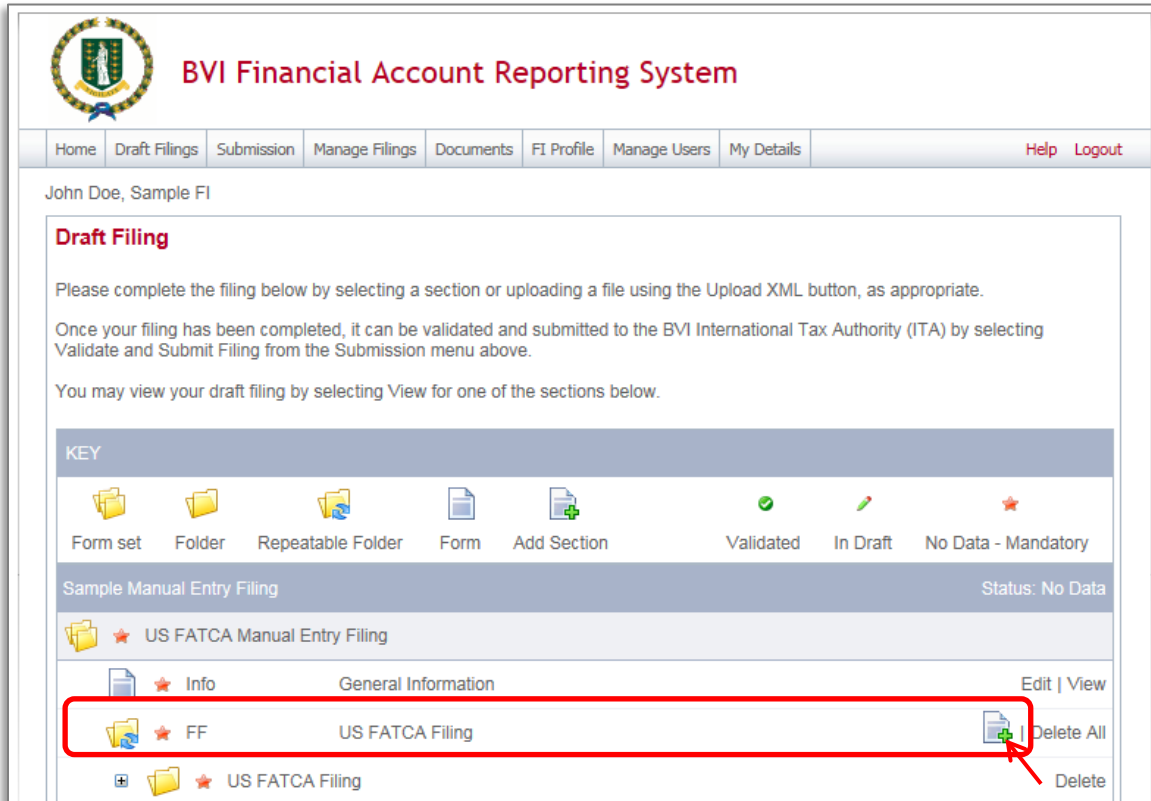 BVI Financial Account Reporting System
Home Draft Filings Submission Manage Filings Documents FI Profile Manage Users My Details Help Logout
John Doe, Sample FI
Draft Filing
Please complete the filing below by selecting a section or uploading a file using the Upload XML button, as appropriate.
Once your filing has been completed, it can be validated and submitted to the BVI International Tax Authority (ITA) by selecting
Validate and Submit Filing from the Submission menu above.
You may view your draft filing by selecting View for one of the sections below.
KEY
Form set Folder Repeatable Folder Form Add Section Validated In Draft No Data - Mandatory
Sample Manual Entry Filing Status: No Data
US FATCA Manual Entry Filing
Info General Information Edit | View
FF US FATCA Filing | Delete All
US FATCA Filing Delete